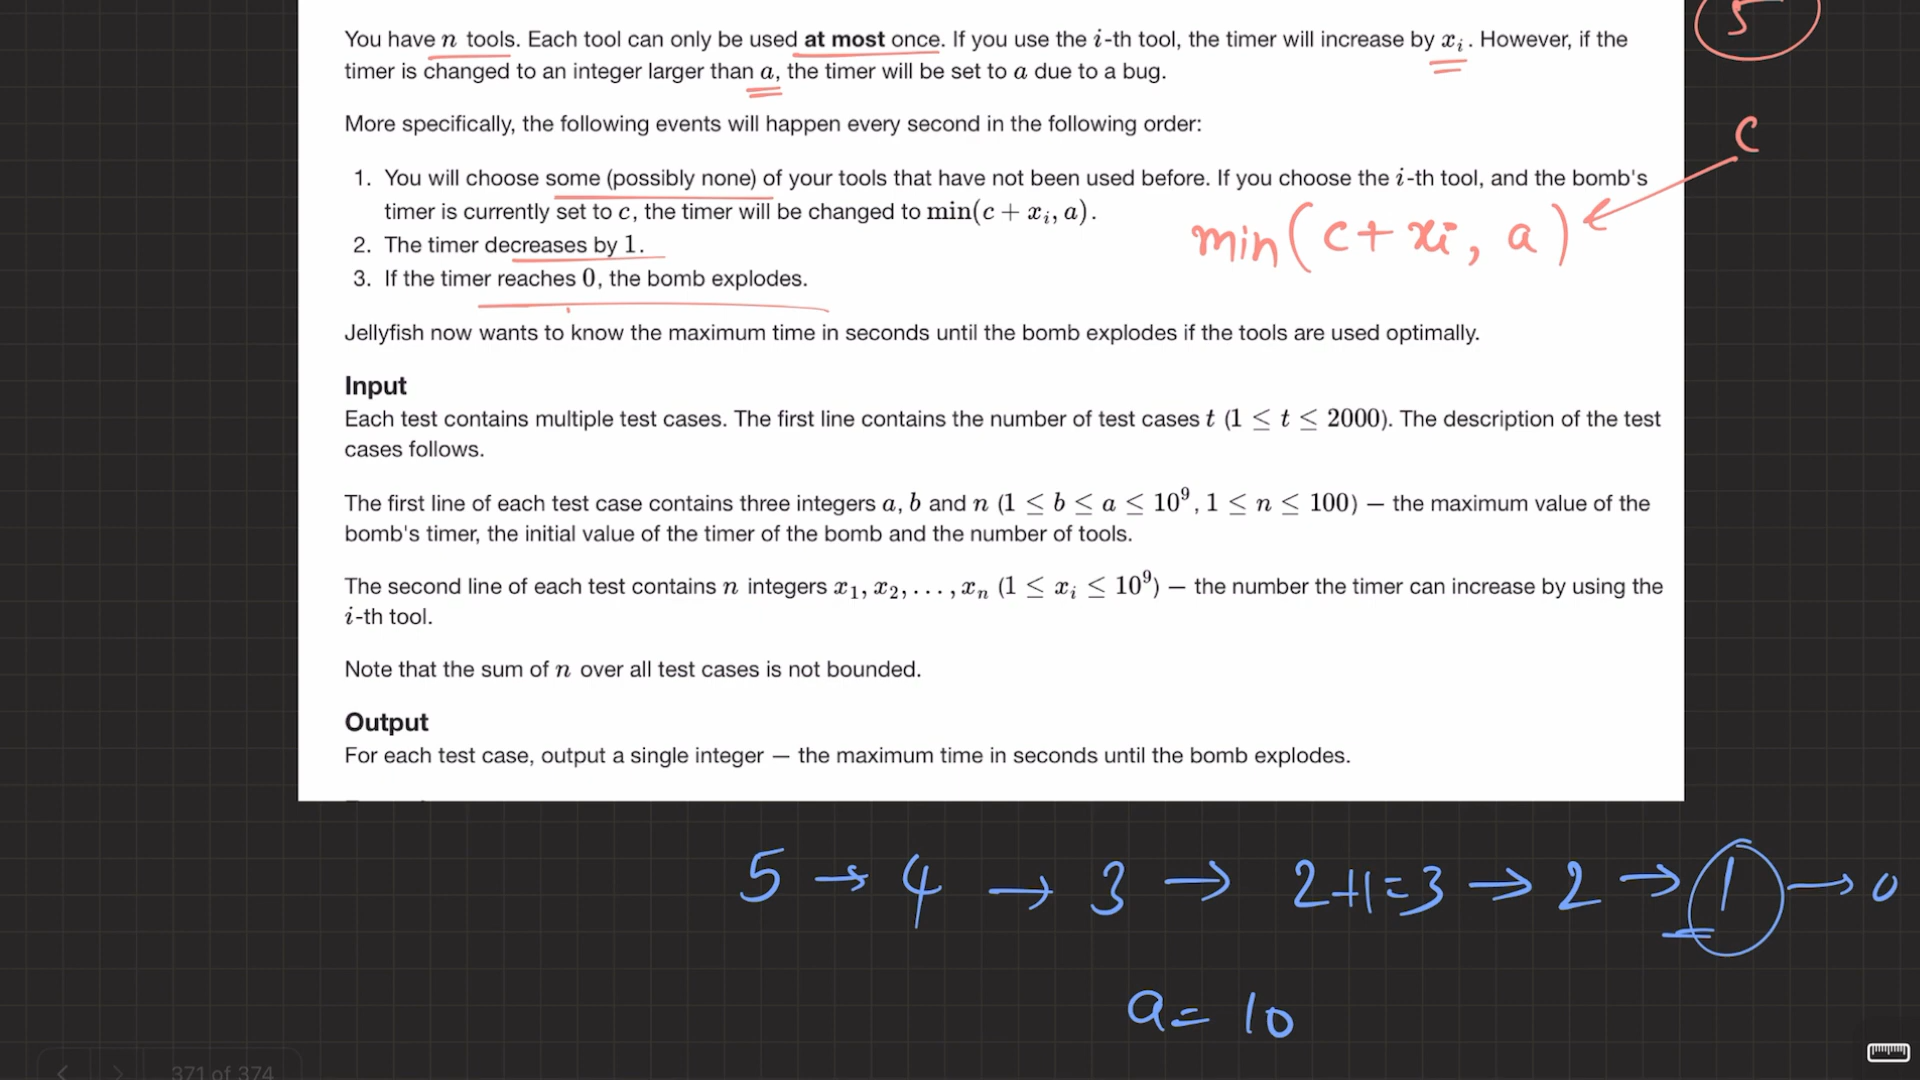 5
You have n tools. Each tool can only be used at most once. If you use the i-th tool, the timer will increase by xᵢ. However, if the
timer is changed to an integer larger than a, the timer will be set to a due to a bug.
More specifically, the following events will happen every second in the following order:
C
1. You will choose some (possibly none) of your tools that have not been used before. If you choose the i-th tool, and the bomb's
timer is currently set to c, the timer will be changed to min(c + xᵢ, a).
min(c + xi, a)
2. The timer decreases by 1.
3. If the timer reaches 0, the bomb explodes.
Jellyfish now wants to know the maximum time in seconds until the bomb explodes if the tools are used optimally.
Input
Each test contains multiple test cases. The first line contains the number of test cases t (1 ≤ t ≤ 2000). The description of the test
cases follows.
The first line of each test case contains three integers a, b and n (1 ≤ b ≤ a ≤ 10⁹, 1 ≤ n ≤ 100) — the maximum value of the
bomb's timer, the initial value of the timer of the bomb and the number of tools.
The second line of each test contains n integers x₁, x₂, . . . , xₙ (1 ≤ xᵢ ≤ 10⁹) — the number the timer can increase by using the
i-th tool.
Note that the sum of n over all test cases is not bounded.
Output
For each test case, output a single integer — the maximum time in seconds until the bomb explodes.
5 → 4 → 3 → 2+1=3 → 2 → 1 → 0
a = 10
371 of 374